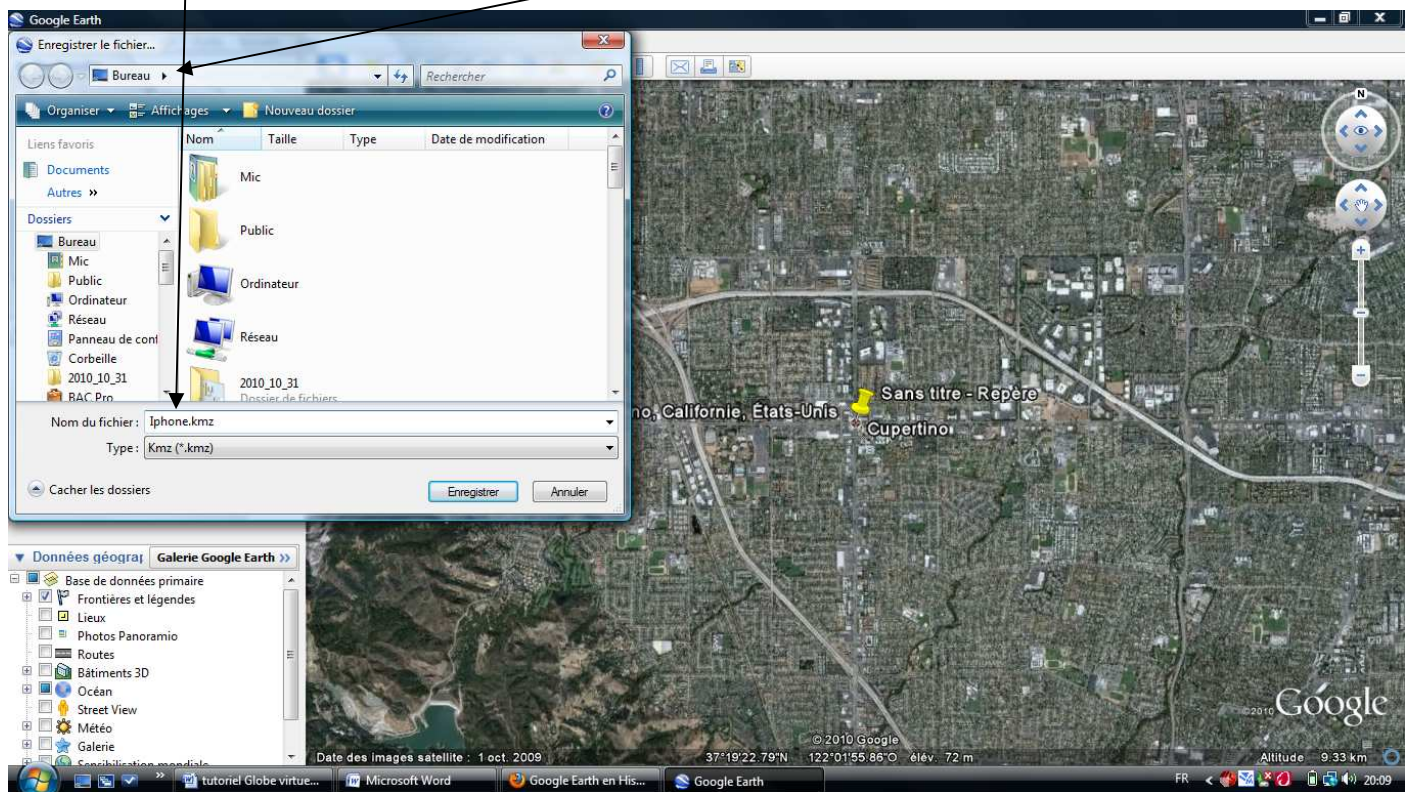 Google Earth
Enregistrer le fichier...
Bureau
Rechercher
Organiser
Affichages
Nouveau dossier
Liens favoris
Nom
Taille
Type
Date de modification
Documents
Autres »
Mic
Dossiers
Public
Bureau
Mic
Public
Ordinateur
Ordinateur
Réseau
Panneau de conf
Réseau
Corbeille
2010_10_31
2010_10_31
BAC Pro
Dossier de fichiers
Nom du fichier : Iphone.kmz
Type : Kmz (*.kmz)
Cacher les dossiers
Enregistrer
Annuler
N
Sans titre - Repère
no, Californie, États-Unis
Cupertino
Données géograp
Galerie Google Earth >>
Base de données primaire
Frontières et légendes
Lieux
Photos Panoramio
Routes
Bâtiments 3D
Océan
Street View
Météo
Galerie
Sensibilisation mondiale
©2010 Google
© 2010 Google
Date des images satellite : 1 oct. 2009
37°19'22.79"N 122°01'55.86"O élév. 72 m
Altitude 9.33 km
» tutoriel Globe virtue...
Microsoft Word
Google Earth en His...
Google Earth
FR
20:09